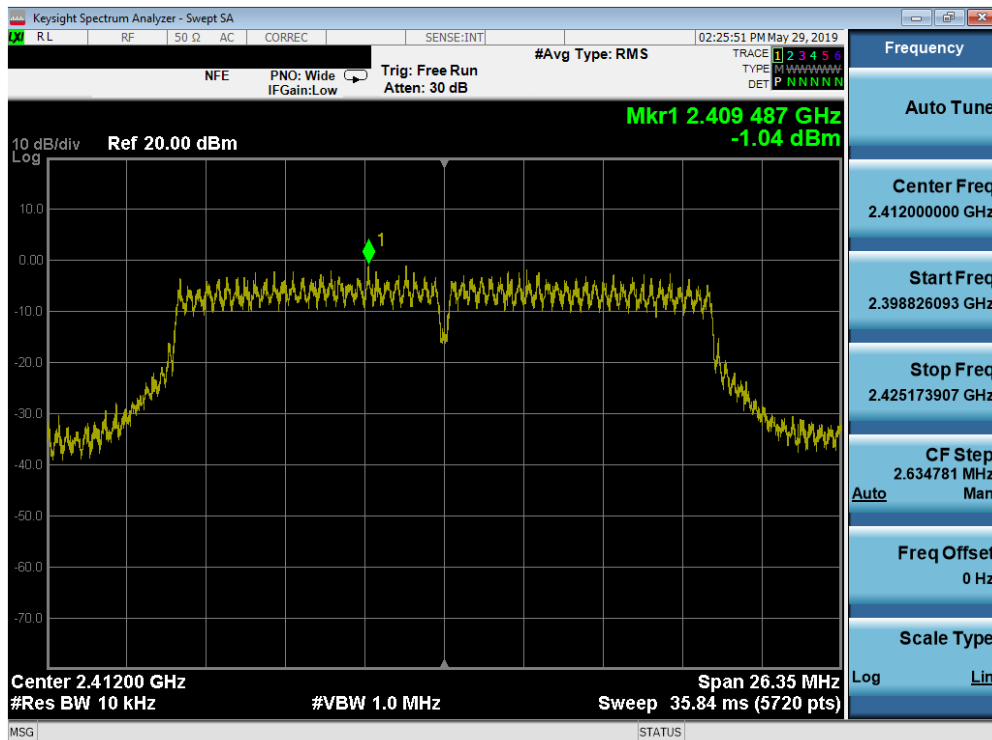 Keysight Spectrum Analyzer - Swept SA
LXI RL RF 50 Ω AC CORREC SENSE:INT 02:25:51 PM May 29, 2019
#Avg Type: RMS
TRACE 1 2 3 4 5 6
TYPE M WWWWW
DET P N N N N N
NFE PNO: Wide Trig: Free Run
IFGain:Low Atten: 30 dB
Mkr1 2.409 487 GHz
-1.04 dBm
10 dB/div Ref 20.00 dBm
Log
10.0
1
0.00
-10.0
-20.0
-30.0
-40.0
-50.0
-60.0
-70.0
Center 2.41200 GHz Span 26.35 MHz
#Res BW 10 kHz #VBW 1.0 MHz Sweep 35.84 ms (5720 pts)
MSG STATUS
Frequency
Auto Tune
Center Freq
2.412000000 GHz
Start Freq
2.398826093 GHz
Stop Freq
2.425173907 GHz
CF Step
2.634781 MHz
Auto Man
Freq Offset
0 Hz
Scale Type
Log Lin